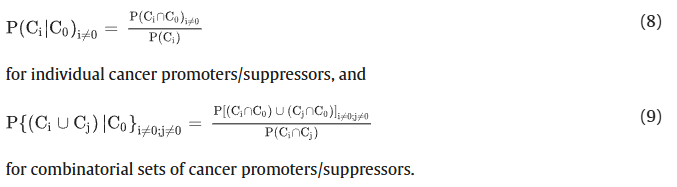 P(Cᵢ|C₀)ᵢ≠₀ = P(Cᵢ∩C₀)ᵢ≠₀ / P(Cᵢ) (8)
for individual cancer promoters/suppressors, and
P{(Cᵢ ∪ Cⱼ) |C₀}ᵢ≠₀;ⱼ≠₀ = P[(Cᵢ∩C₀) ∪ (Cⱼ∩C₀)]ᵢ≠₀;ⱼ≠₀ / P(Cᵢ∩Cⱼ) (9)
for combinatorial sets of cancer promoters/suppressors.